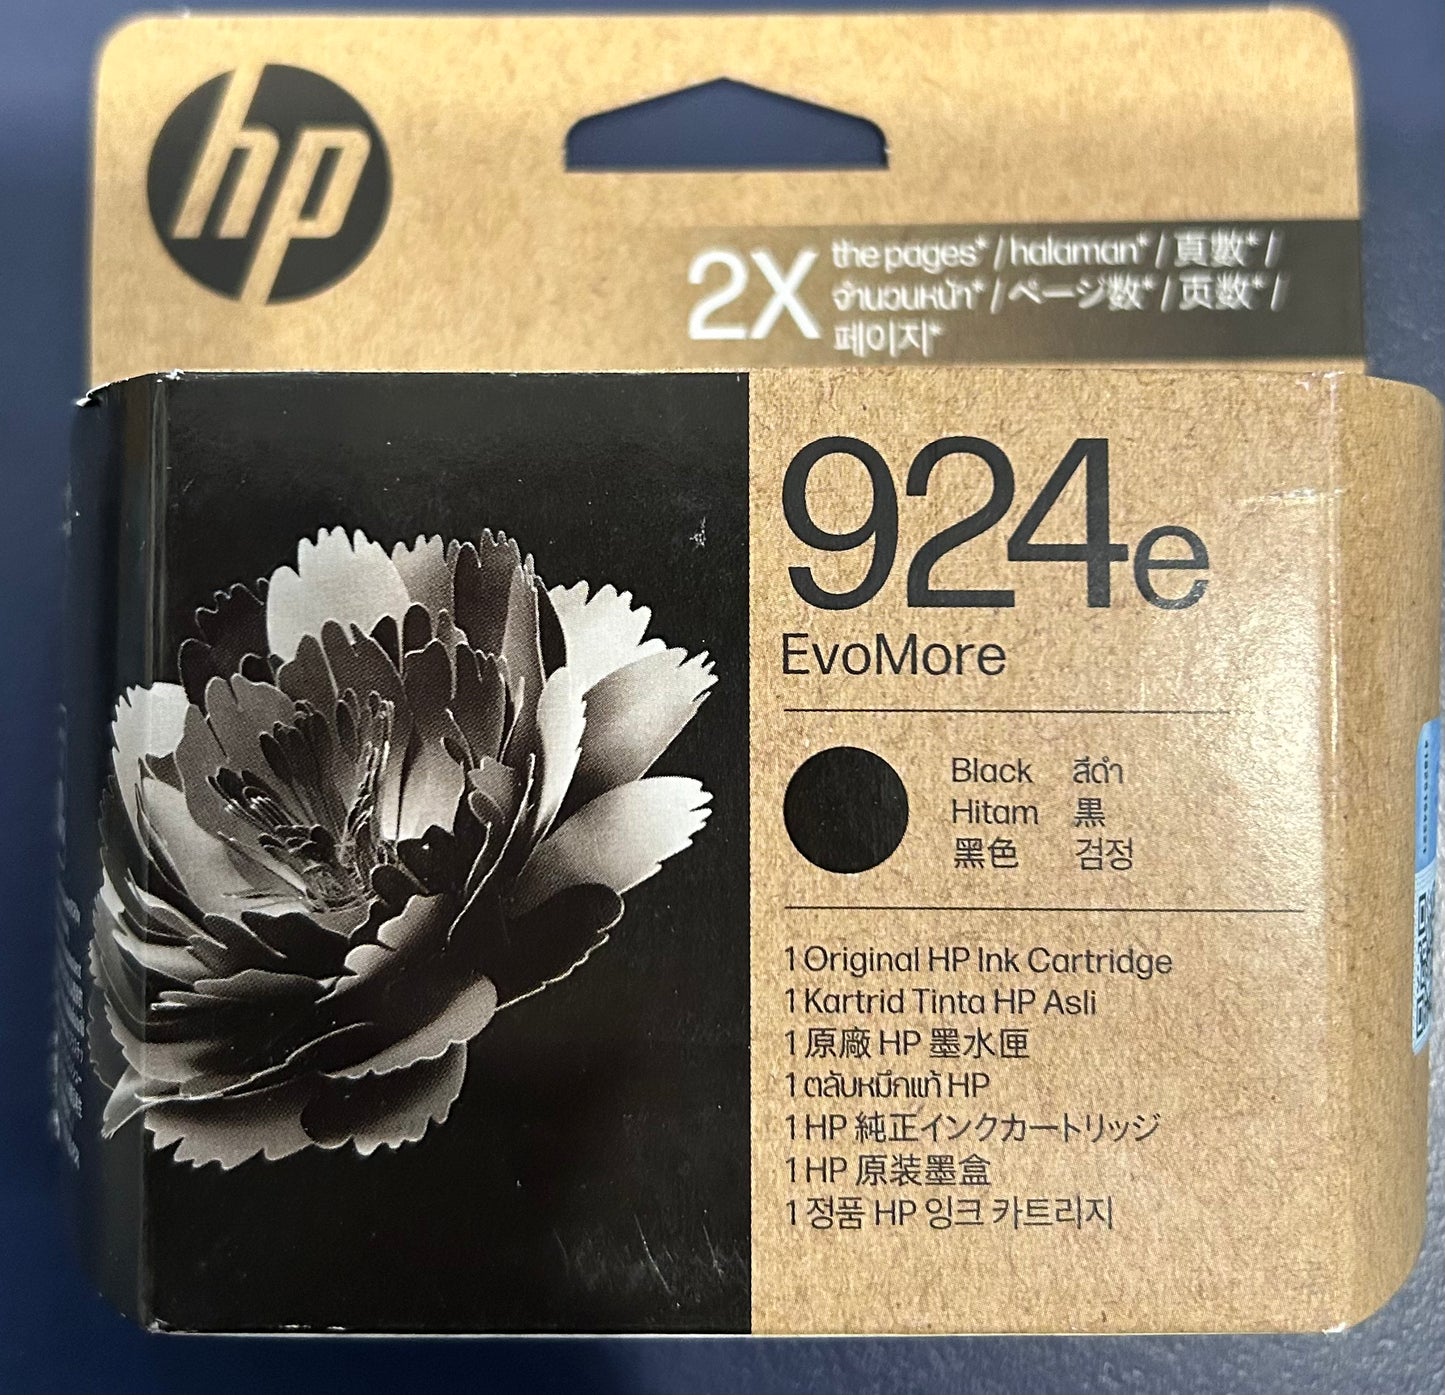 hp
2X the pages* / halaman* / 頁數* /
จำนวนหน้า* / ページ数* / 页数* /
페이지*
924e
EvoMore
Black สีดำ
Hitam 黒
黑色 검정
1 Original HP Ink Cartridge
1 Kartrid Tinta HP Asli
1 原廠 HP 墨水匣
1 ตลับหมึกแท้ HP
1 HP 純正インクカートリッジ
1 HP 原装墨盒
1 정품 HP 잉크 카트리지